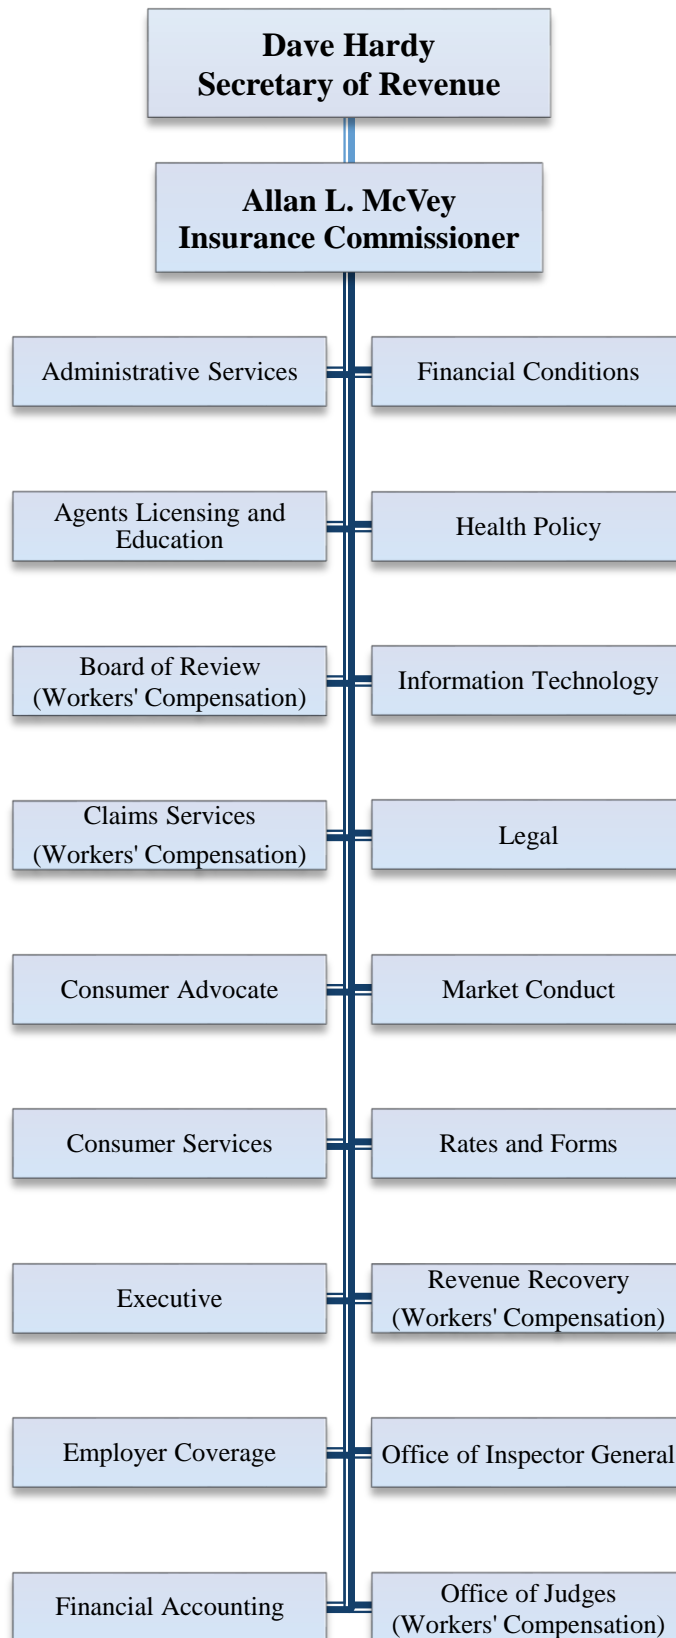 Dave Hardy
Secretary of Revenue
Allan L. McVey
Insurance Commissioner
Administrative Services
Financial Conditions
Agents Licensing and
Education
Health Policy
Board of Review
(Workers' Compensation)
Information Technology
Claims Services
(Workers' Compensation)
Legal
Consumer Advocate
Market Conduct
Consumer Services
Rates and Forms
Executive
Revenue Recovery
(Workers' Compensation)
Employer Coverage
Office of Inspector General
Financial Accounting
Office of Judges
(Workers' Compensation)